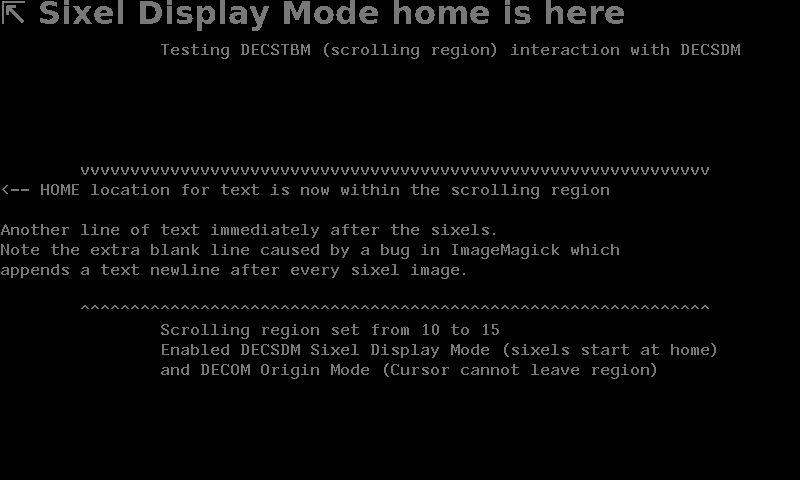 ⇱ Sixel Display Mode home is here
Testing DECSTBM (scrolling region) interaction with DECSDM
vvvvvvvvvvvvvvvvvvvvvvvvvvvvvvvvvvvvvvvvvvvvvvvvvvvvvvvvvvvvvvv
<-- HOME location for text is now within the scrolling region
Another line of text immediately after the sixels.
Note the extra blank line caused by a bug in ImageMagick which
appends a text newline after every sixel image.
^^^^^^^^^^^^^^^^^^^^^^^^^^^^^^^^^^^^^^^^^^^^^^^^^^^^^^^^^^^^^^^
Scrolling region set from 10 to 15
Enabled DECSDM Sixel Display Mode (sixels start at home)
and DECOM Origin Mode (Cursor cannot leave region)